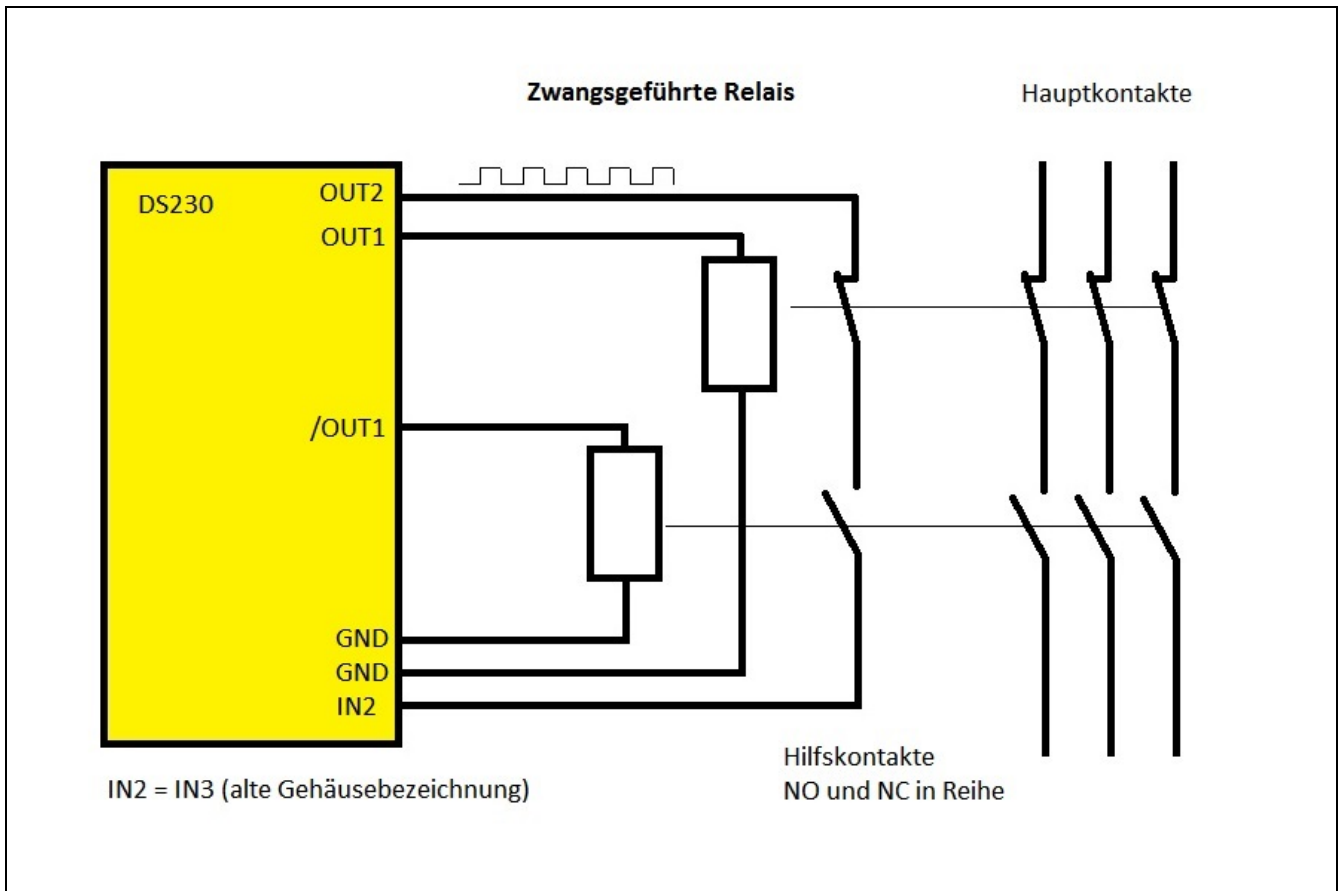 Zwangsgeführte Relais
Hauptkontakte
DS230
OUT2
OUT1
/OUT1
GND
GND
IN2
IN2 = IN3 (alte Gehäusebezeichnung)
Hilfskontakte
NO und NC in Reihe